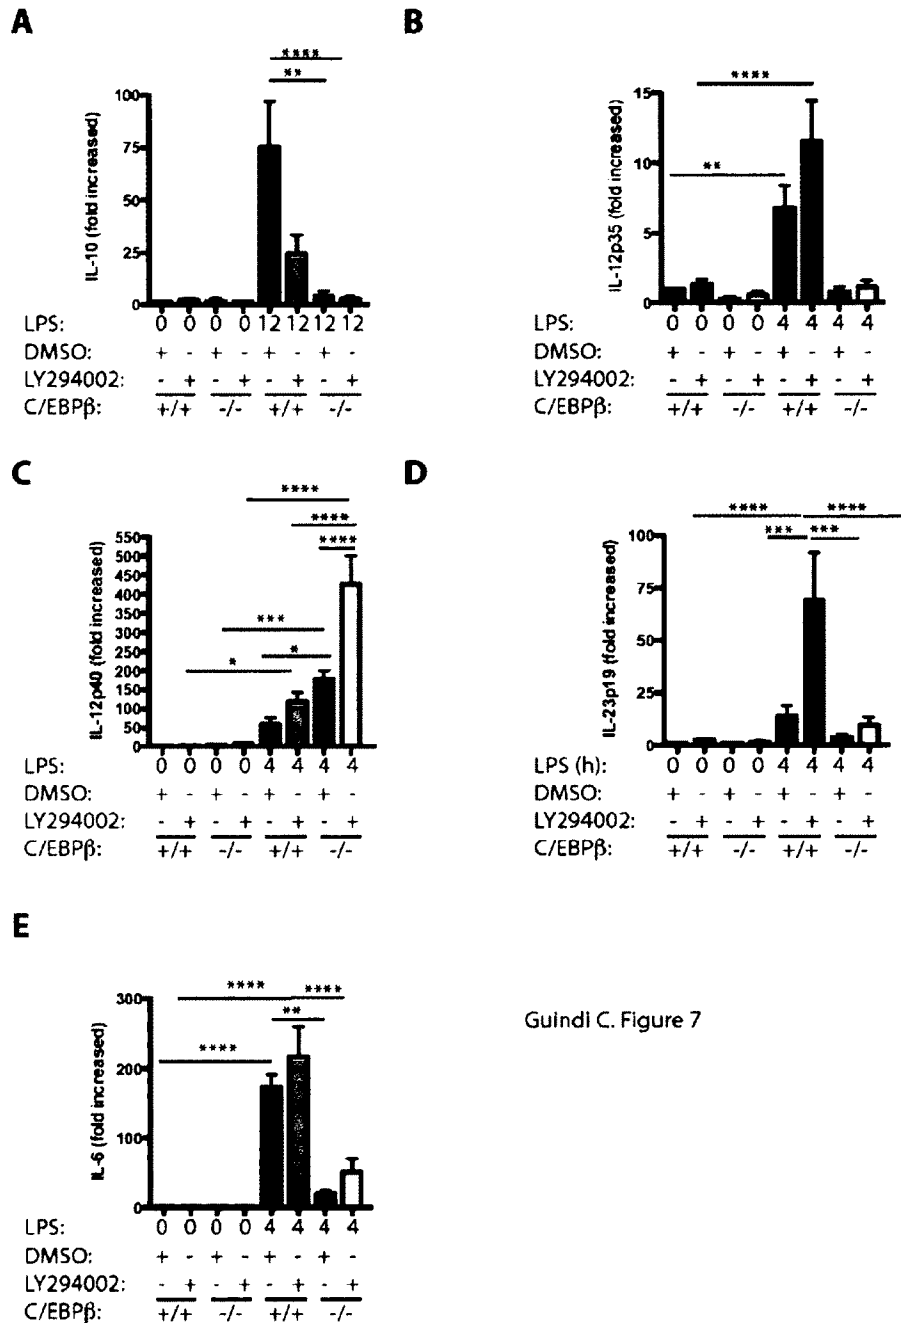 A
****
**
IL-10 (fold increased)
100
75
50
25
0
LPS: 0 0 0 0 12 12 12 12
DMSO: + - + - + - + -
LY294002: - + - + - + - +
C/EBPβ: +/+ -/- +/+ -/-
B
****
**
IL-12p35 (fold increased)
15
10
5
0
LPS: 0 0 0 0 4 4 4 4
DMSO: + - + - + - + -
LY294002: - + - + - + - +
C/EBPβ: +/+ -/- +/+ -/-
C
****
****
****
***
*
*
IL-12p40 (fold increased)
550
500
450
400
350
300
250
200
150
100
50
0
LPS: 0 0 0 0 4 4 4 4
DMSO: + - + - + - + -
LY294002: - + - + - + - +
C/EBPβ: +/+ -/- +/+ -/-
D
**** ****
*** ***
IL-23p19 (fold increased)
100
75
50
25
0
LPS (h): 0 0 0 0 4 4 4 4
DMSO: + - + - + - + -
LY294002: - + - + - + - +
C/EBPβ: +/+ -/- +/+ -/-
E
**** ****
**
****
IL-6 (fold increased)
300
200
100
0
LPS: 0 0 0 0 4 4 4 4
DMSO: + - + - + - + -
LY294002: - + - + - + - +
C/EBPβ: +/+ -/- +/+ -/-
Guindi C. Figure 7